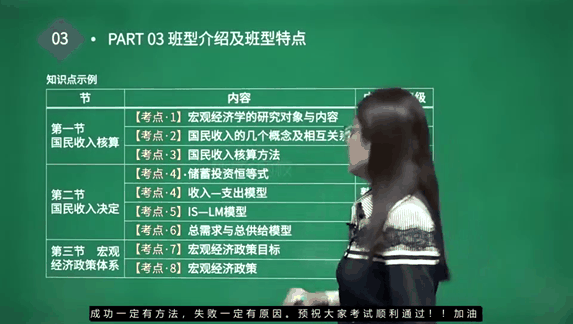 03 • PART 03 班型介绍及班型特点
知识点示例
节 内容 级
第一节 国民收入核算
【考点·1】宏观经济学的研究对象与内容
【考点·2】国民收入的几个概念及相互关系
【考点·3】国民收入核算方法
第二节 国民收入决定
【考点·4】·储蓄投资恒等式
【考点·4】收入—支出模型
【考点·5】IS—LM模型
【考点·6】总需求与总供给模型
第三节 宏观经济政策体系
【考点·7】宏观经济政策目标
【考点·8】宏观经济政策
成功一定有方法，失败一定有原因。预祝大家考试顺利通过！！加油